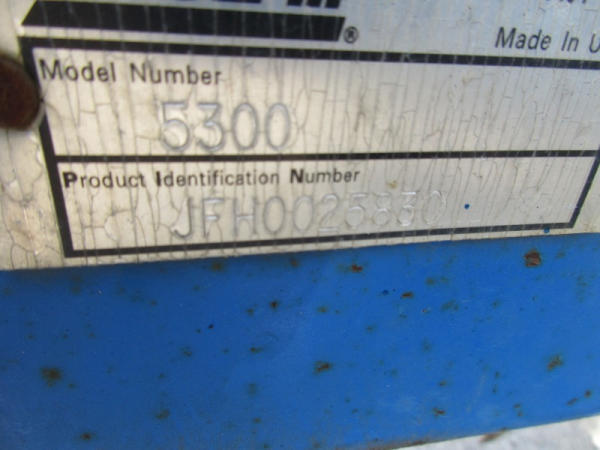 ®
Made In U
Model Number
5300
Product Identification Number
JFH0025830